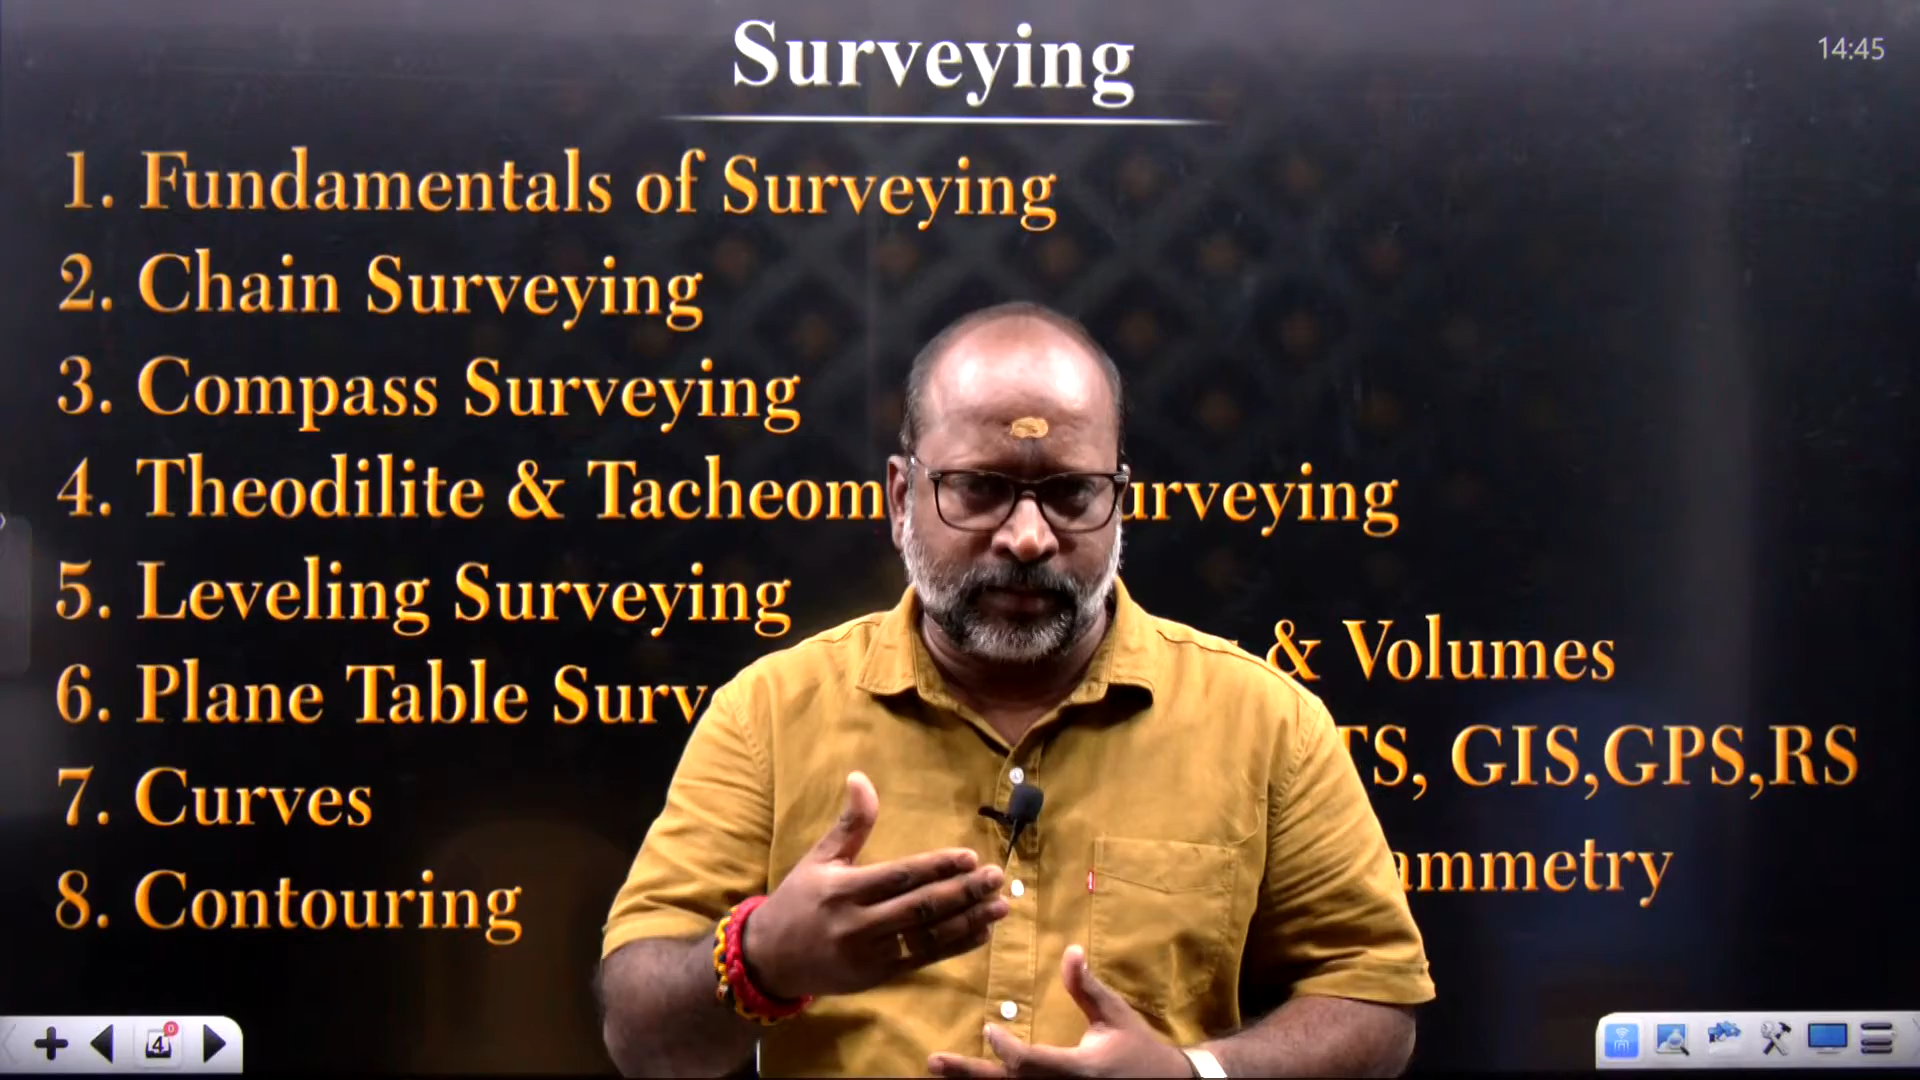 Surveying
14:45
1. Fundamentals of Surveying
2. Chain Surveying
3. Compass Surveying
4. Theodilite & Tacheom urveying
5. Leveling Surveying
6. Plane Table Surv
7. Curves
8. Contouring
& Volumes
TS, GIS,GPS,RS
ammetry
4
0